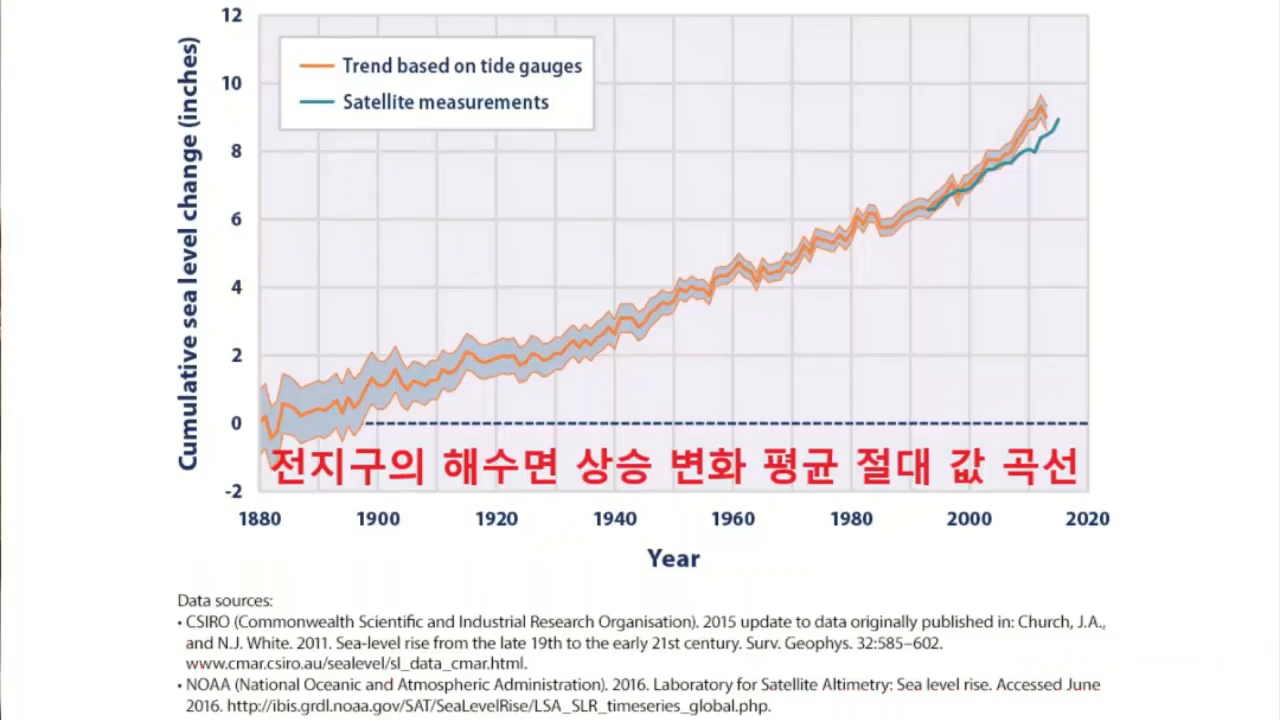 12
Trend based on tide gauges
10
Satellite measurements
8
6
4
2
0
-2
Cumulative sea level change (inches)
전지구의 해수면 상승 변화 평균 절대 값 곡선
1880 1900 1920 1940 1960 1980 2000 2020
Year
Data sources:
• CSIRO (Commonwealth Scientific and Industrial Research Organisation). 2015 update to data originally published in: Church, J.A.,
and N.J. White. 2011. Sea-level rise from the late 19th to the early 21st century. Surv. Geophys. 32:585–602.
www.cmar.csiro.au/sealevel/sl_data_cmar.html.
• NOAA (National Oceanic and Atmospheric Administration). 2016. Laboratory for Satellite Altimetry: Sea level rise. Accessed June
2016. http://ibis.grdl.noaa.gov/SAT/SeaLevelRise/LSA_SLR_timeseries_global.php.